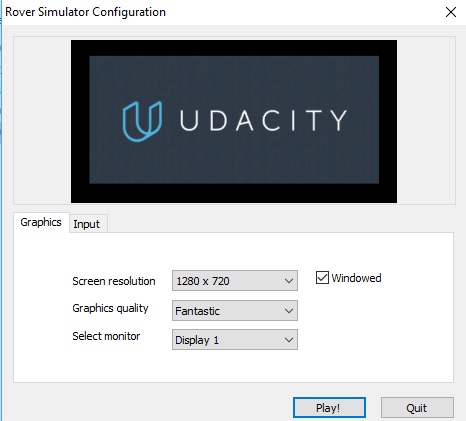 Rover Simulator Configuration
UDACITY
Graphics Input
Screen resolution 1280 x 720 Windowed
Graphics quality Fantastic
Select monitor Display 1
Play! Quit